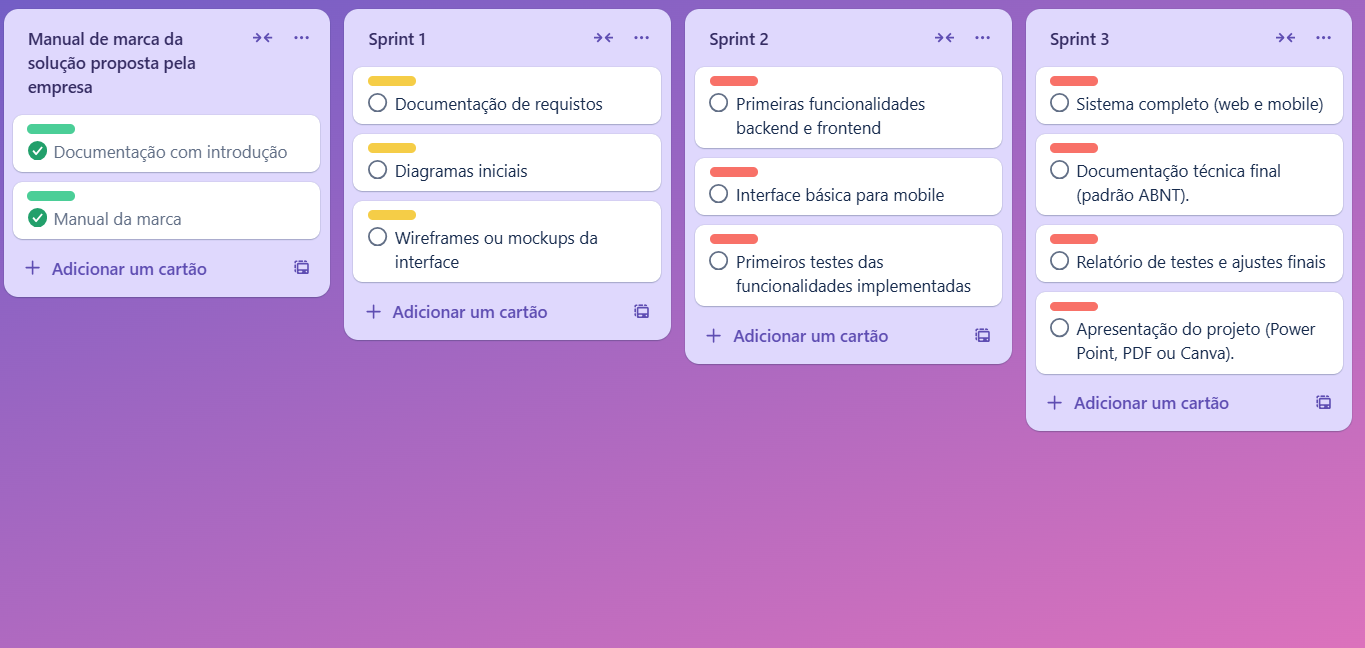 Manual de marca da
solução proposta pela
empresa
Documentação com introdução
Manual da marca
Adicionar um cartão
Sprint 1
Documentação de requistos
Diagramas iniciais
Wireframes ou mockups da
interface
Adicionar um cartão
Sprint 2
Primeiras funcionalidades
backend e frontend
Interface básica para mobile
Primeiros testes das
funcionalidades implementadas
Adicionar um cartão
Sprint 3
Sistema completo (web e mobile)
Documentação técnica final
(padrão ABNT).
Relatório de testes e ajustes finais
Apresentação do projeto (Power
Point, PDF ou Canva).
Adicionar um cartão